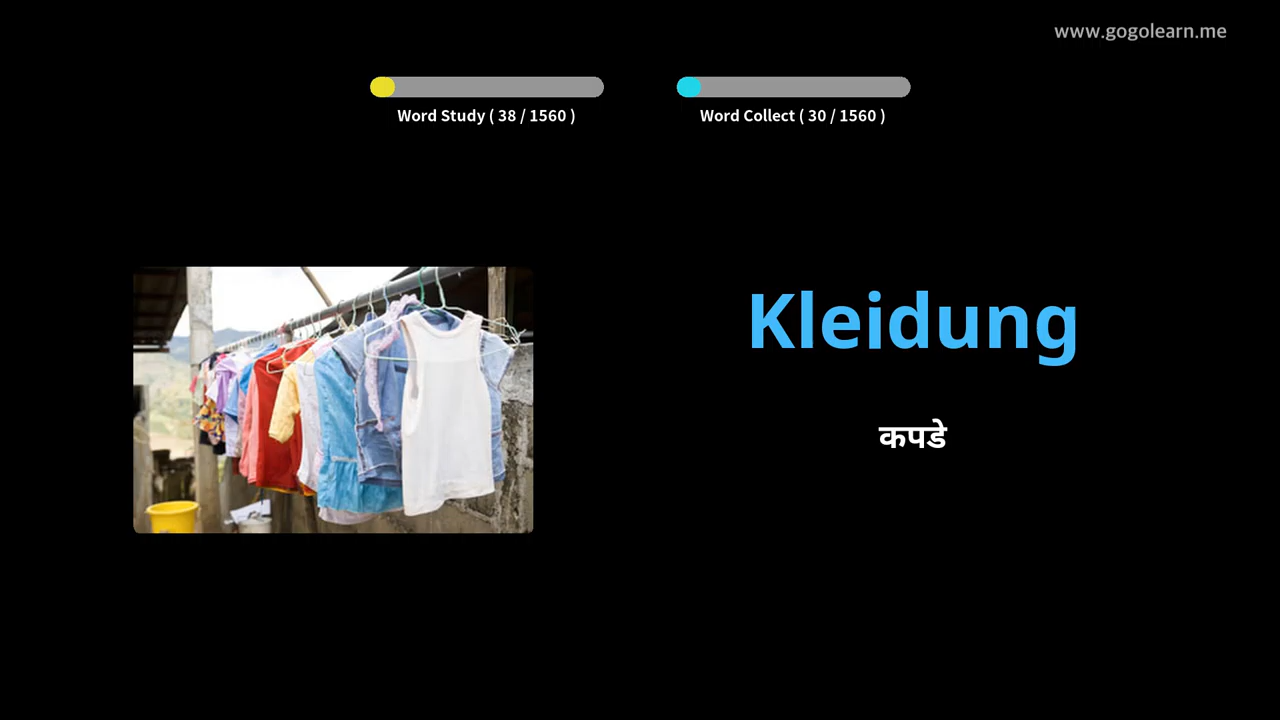 www.gogolearn.me
Word Study ( 38 / 1560 )
Word Collect ( 30 / 1560 )
Kleidung
कपडे